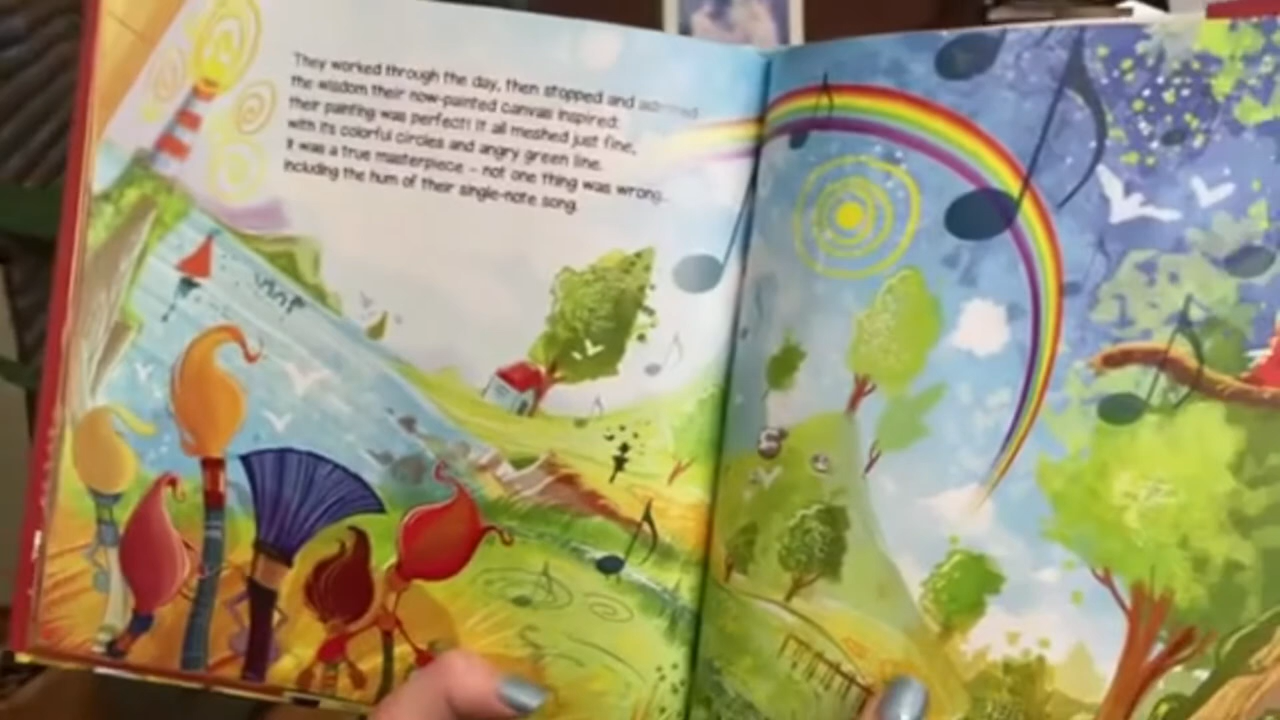 They worked through the day, then stopped and admired
the wisdom their now-painted canvas inspired;
their painting was perfect! It all meshed just fine,
with its colorful circles and angry green line.
It was a true masterpiece – not one thing was wrong...
including the hum of their single-note song.